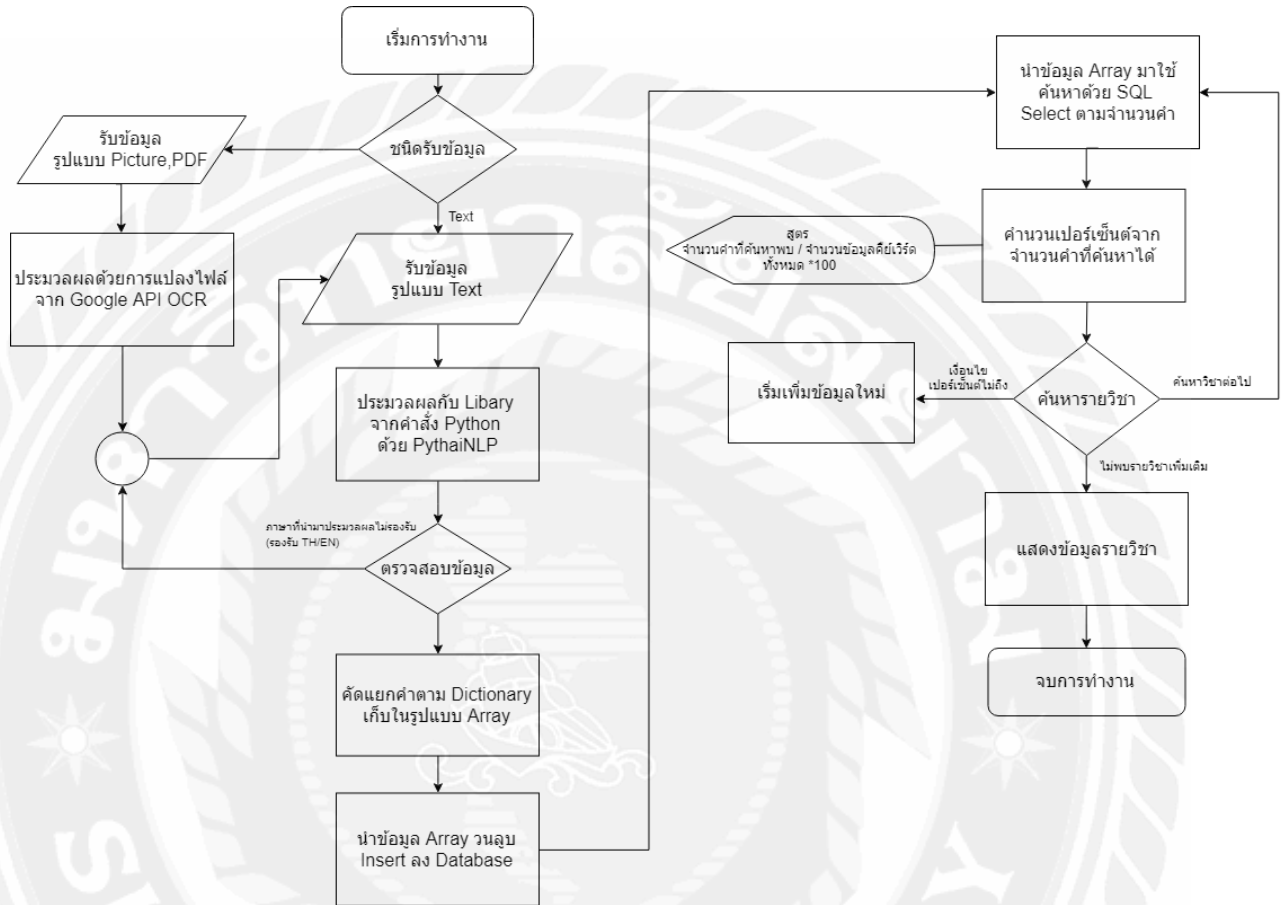 เริ่มการทำงาน
ชนิดรับข้อมูล
รับข้อมูล
รูปแบบ Picture,PDF
Text
ประมวลผลด้วยการแปลงไฟล์
จาก Google API OCR
รับข้อมูล
รูปแบบ Text
ประมวลผลกับ Libary
จากคำสั่ง Python
ด้วย PythaiNLP
ภาษาที่นำมาประมวลผลไม่รองรับ
(รองรับ TH/EN)
ตรวจสอบข้อมูล
คัดแยกคำตาม Dictionary
เก็บในรูปแบบ Array
นำข้อมูล Array วนลูบ
Insert ลง Database
นำข้อมูล Array มาใช้
ค้นหาด้วย SQL
Select ตามจำนวนคำ
สูตร
จำนวนคำที่ค้นหาพบ / จำนวนข้อมูลคีย์เวิร์ด
ทั้งหมด *100
คำนวนเปอร์เซ็นต์จาก
จำนวนคำที่ค้นหาได้
เริ่มเพิ่มข้อมูลใหม่
เงื่อนไข
เปอร์เซ็นต์ไม่ถึง
ค้นหารายวิชา
ค้นหาวิชาต่อไป
ไม่พบรายวิชาเพิ่มเติม
แสดงข้อมูลรายวิชา
จบการทำงาน
มหาวิทยาลัยสยาม